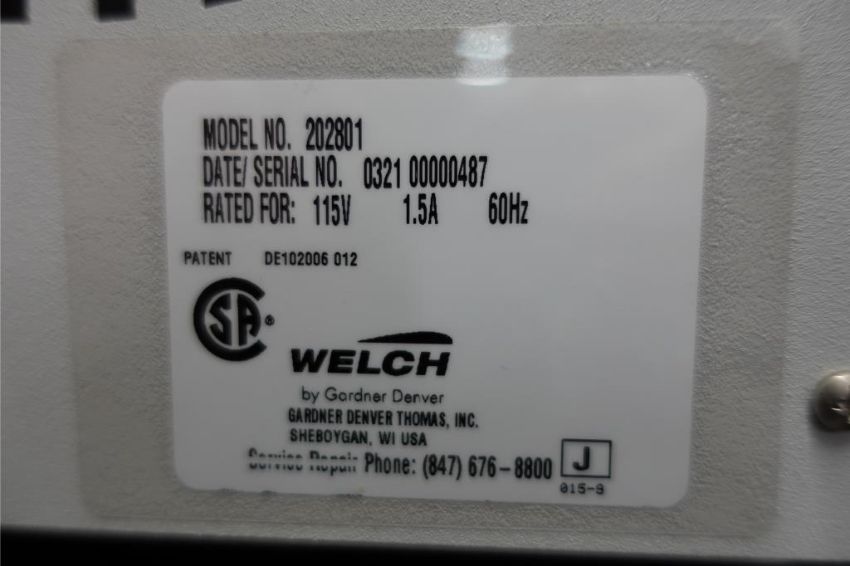 MODEL NO. 202801
DATE/ SERIAL NO. 0321 00000487
RATED FOR: 115V 1.5A 60Hz
PATENT DE102006 012
CSA®
WELCH
by Gardner Denver
GARDNER DENVER THOMAS, INC.
SHEBOYGAN, WI USA
Service Repair Phone: (847) 676-8800
J
015-9